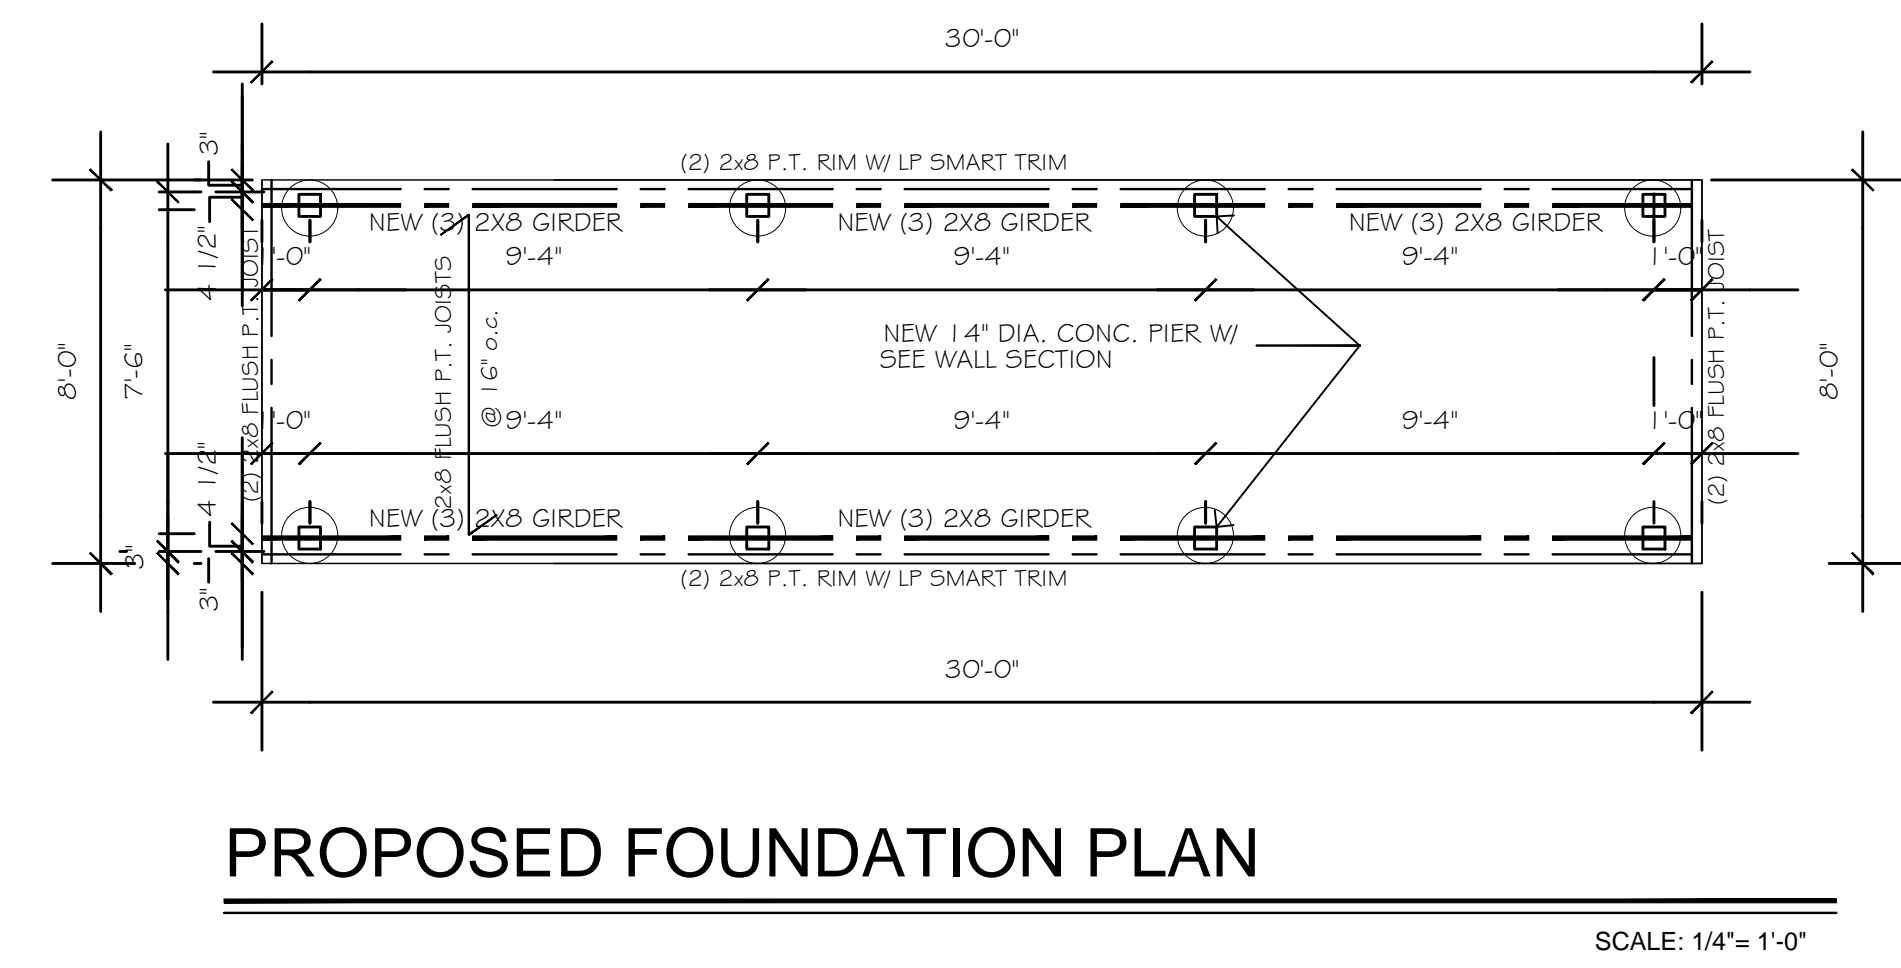 30'-0"
3"
(2) 2x8 P.T. RIM W/ LP SMART TRIM
NEW (3) 2X8 GIRDER
NEW (3) 2X8 GIRDER
NEW (3) 2X8 GIRDER
4 1/2"
1'-0"
9'-4"
9'-4"
9'-4"
1'-0"
8'-0"
7'-6"
(2) 2x8 FLUSH P.T. JOIST
2x8 FLUSH P.T. JOISTS
@ 16" o.c.
NEW 14" DIA. CONC. PIER W/
SEE WALL SECTION
(2) 2x8 FLUSH P.T. JOIST
8'-0"
1'-0"
9'-4"
9'-4"
9'-4"
1'-0"
4 1/2"
NEW (3) 2X8 GIRDER
NEW (3) 2X8 GIRDER
3"
3"
(2) 2x8 P.T. RIM W/ LP SMART TRIM
30'-0"
PROPOSED FOUNDATION PLAN
SCALE: 1/4"= 1'-0"